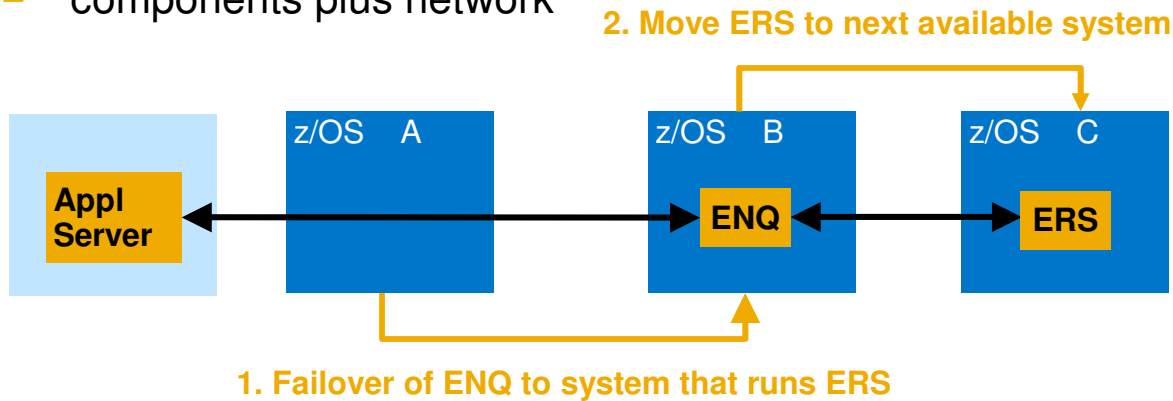 – components plus network
2. Move ERS to next available system
z/OS A
z/OS B
z/OS C
Appl
Server
ENQ
ERS
1. Failover of ENQ to system that runs ERS